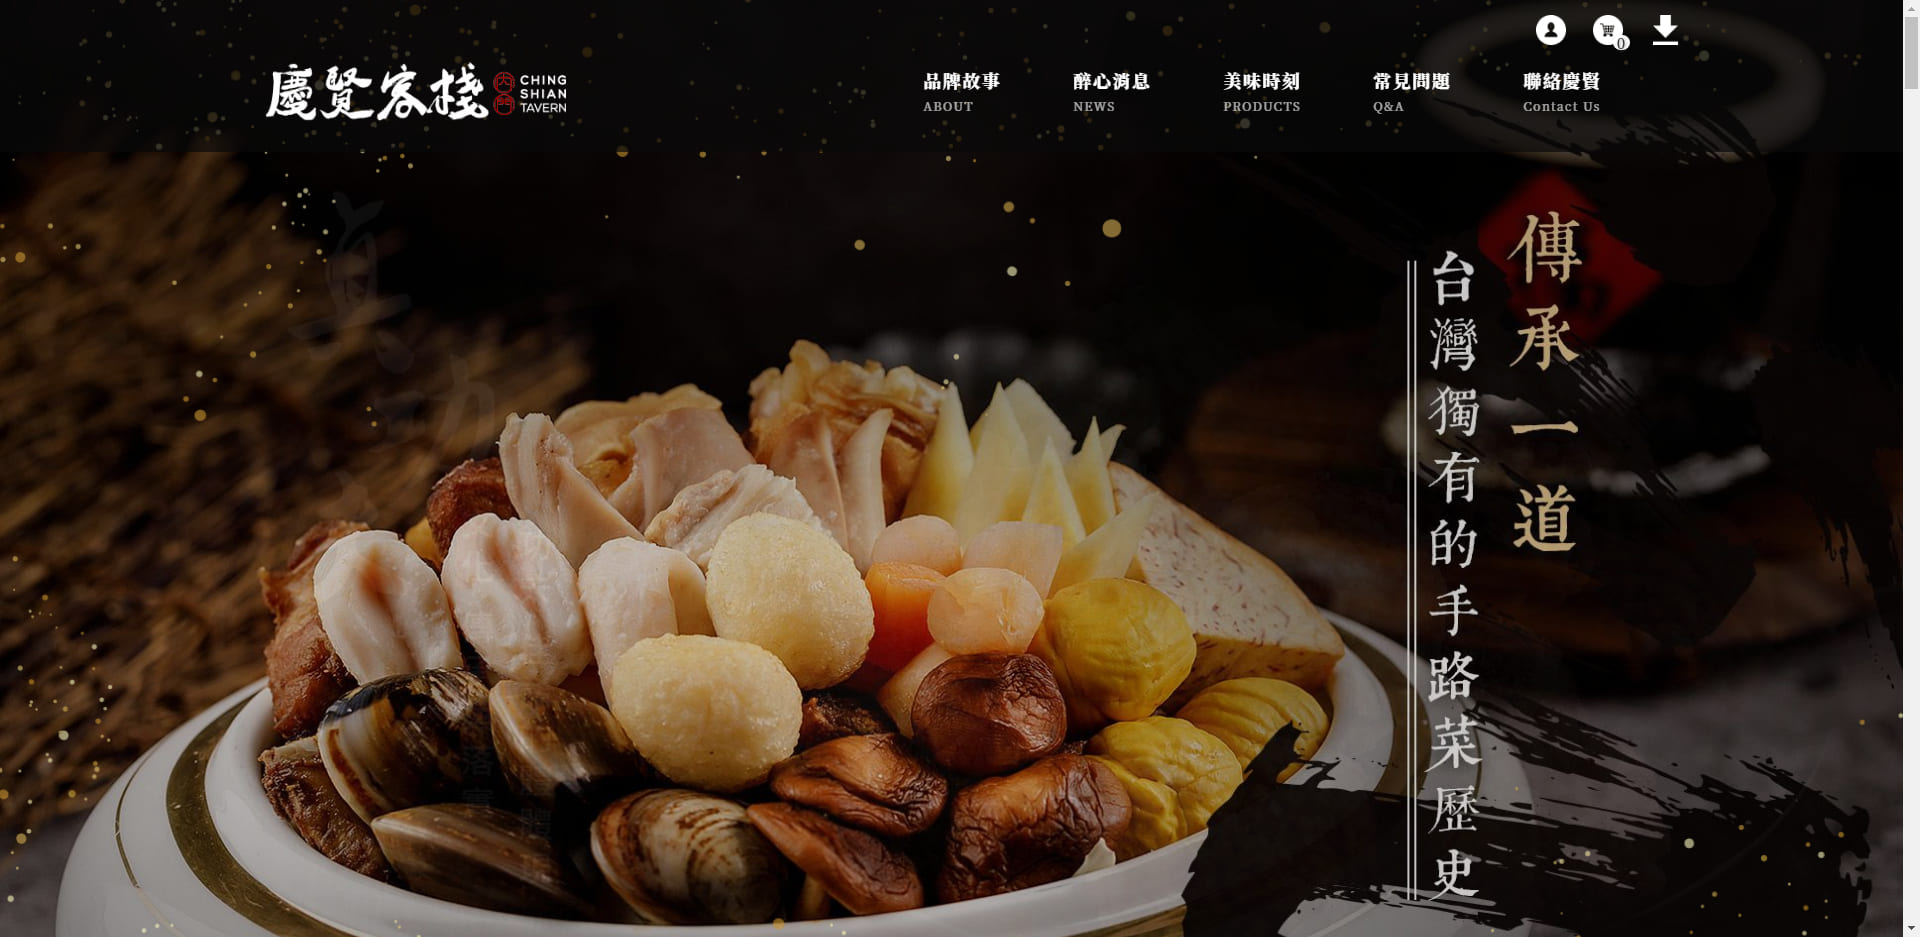 慶賢客棧
CHING
SHIAN
TAVERN
0
品牌故事
ABOUT
醉心消息
NEWS
美味時刻
PRODUCTS
常見問題
Q&A
聯絡慶賢
Contact Us
傳承一道
台灣獨有的手路菜歷史